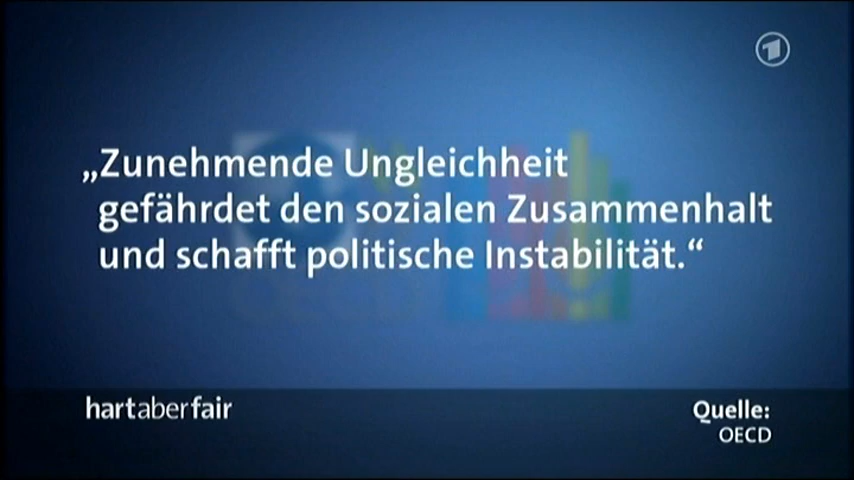 „Zunehmende Ungleichheit
gefährdet den sozialen Zusammenhalt
und schafft politische Instabilität.“
hartaberfair
Quelle:
OECD